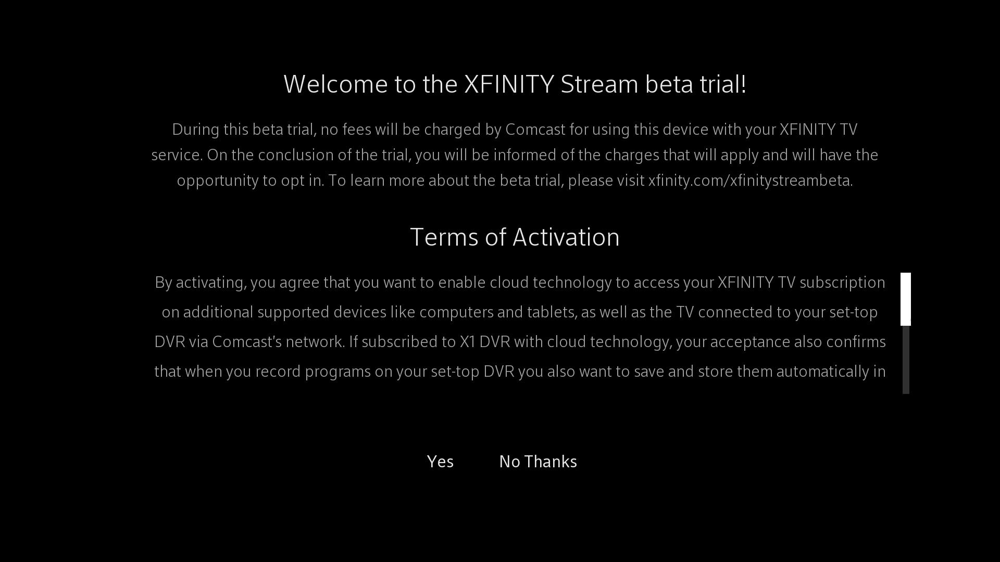 Welcome to the XFINITY Stream beta trial!
During this beta trial, no fees will be charged by Comcast for using this device with your XFINITY TV
service. On the conclusion of the trial, you will be informed of the charges that will apply and will have the
opportunity to opt in. To learn more about the beta trial, please visit xfinity.com/xfinitystreambeta.
Terms of Activation
By activating, you agree that you want to enable cloud technology to access your XFINITY TV subscription
on additional supported devices like computers and tablets, as well as the TV connected to your set-top
DVR via Comcast's network. If subscribed to X1 DVR with cloud technology, your acceptance also confirms
that when you record programs on your set-top DVR you also want to save and store them automatically in
Yes No Thanks